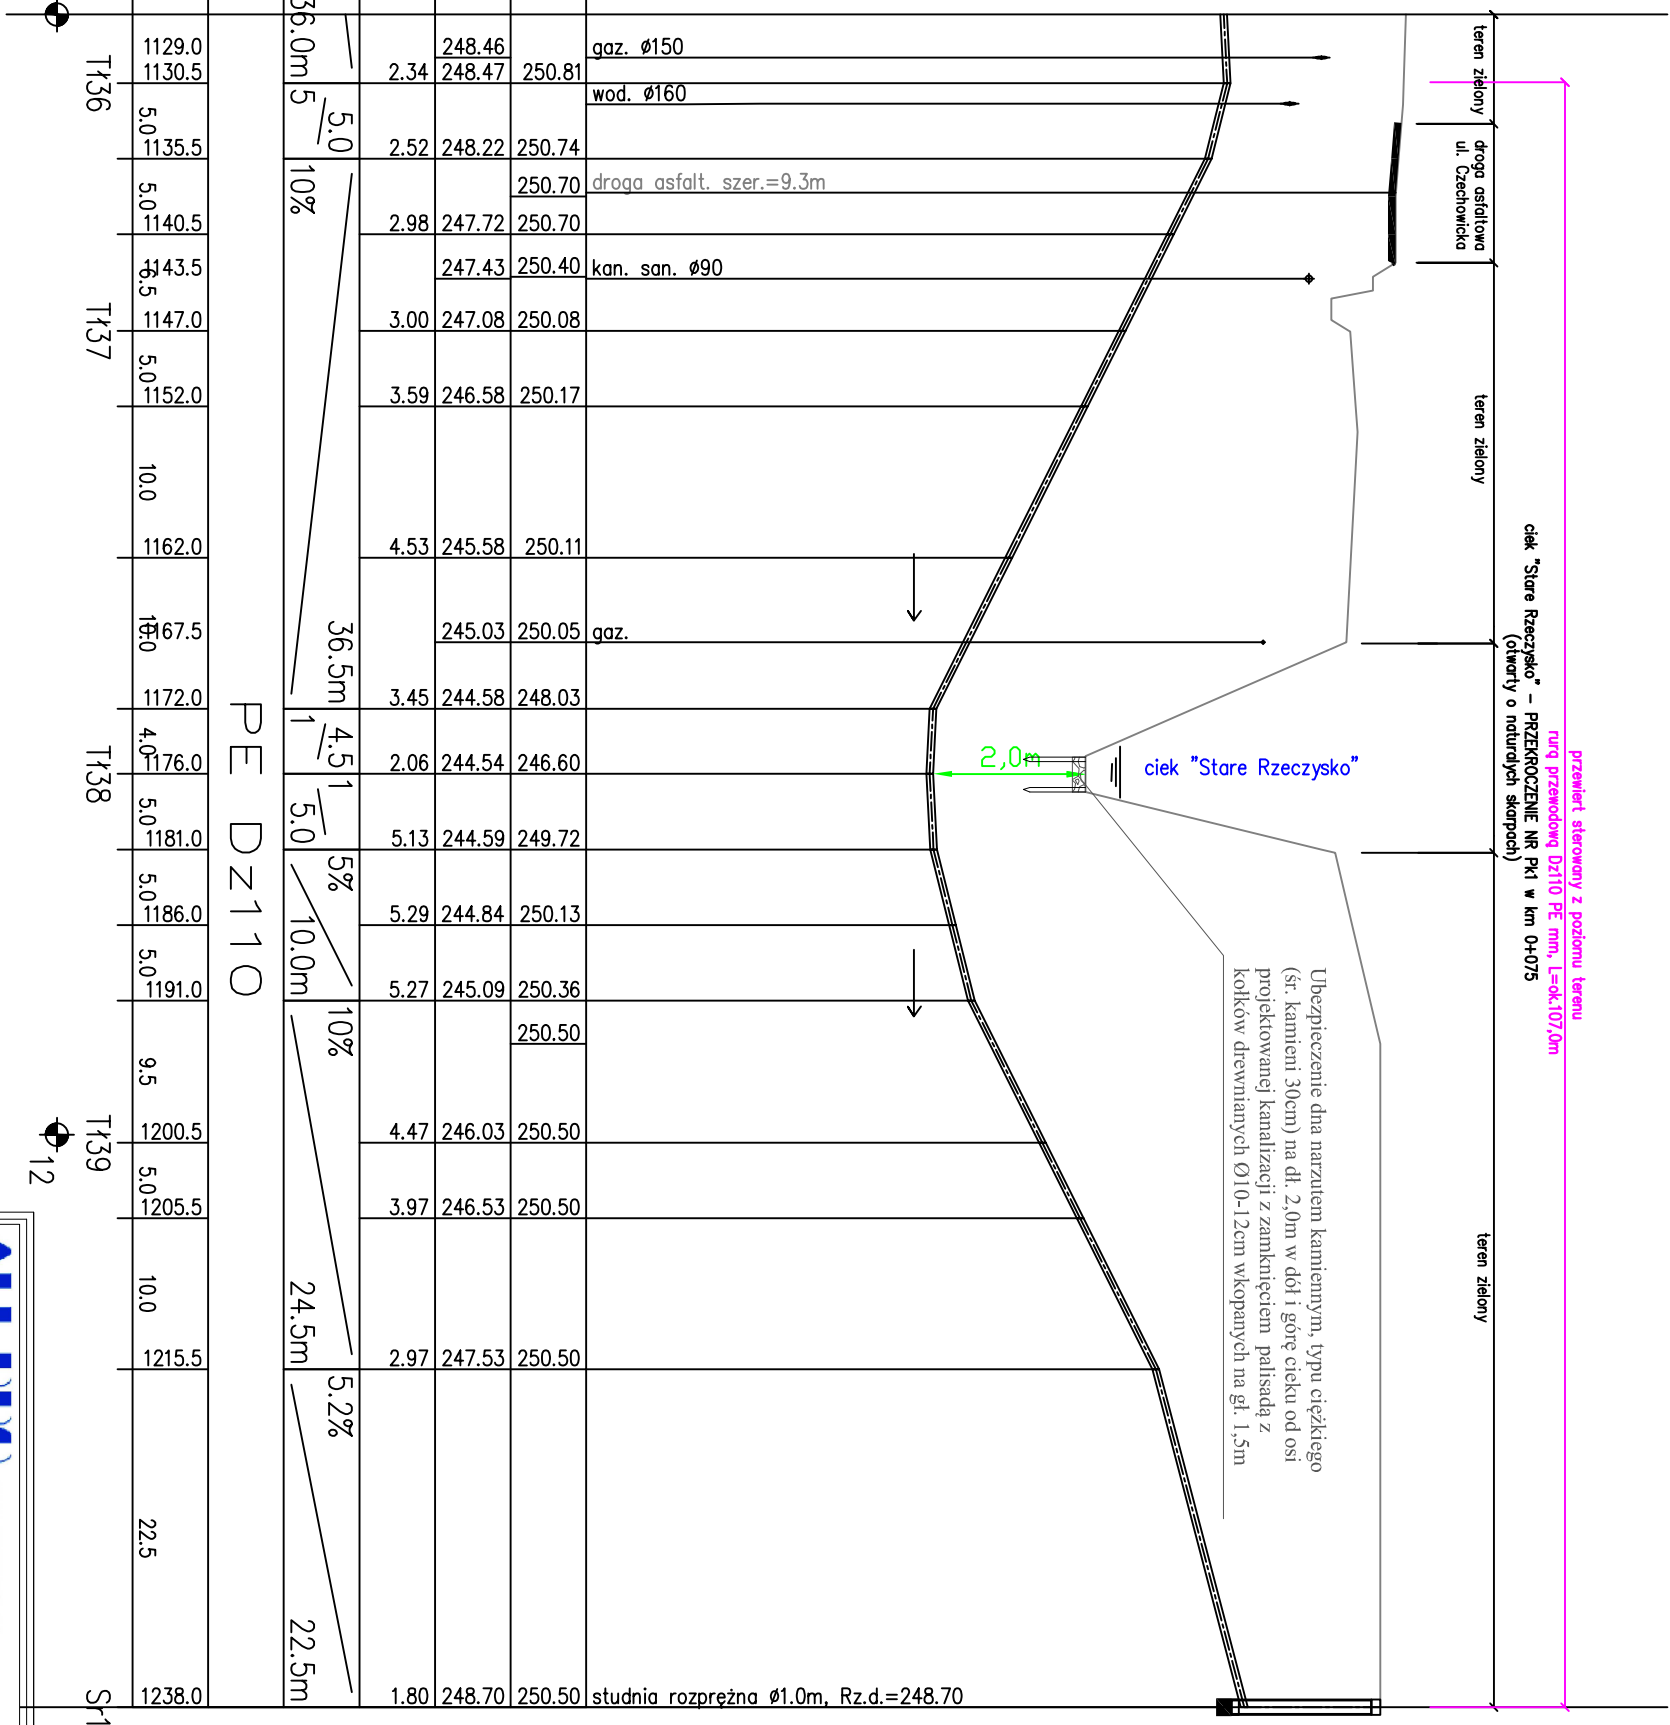 1129.0
248.46
gaz. ø150
1130.5
2.34
248.47
250.81
wod. ø160
5.0
1135.5
2.52
248.22
250.74
250.70
droga asfalt. szer.=9.3m
5.0
1140.5
2.98
247.72
250.70
1143.5
247.43
250.40
kan. san. ø90
6.5
1147.0
3.00
247.08
250.08
5.0
1152.0
3.59
246.58
250.17
10.0
1162.0
4.53
245.58
250.11
1167.5
245.03
250.05
gaz.
10.0
1172.0
3.45
244.58
248.03
4.0
1176.0
2.06
244.54
246.60
5.0
1181.0
5.13
244.59
249.72
5.0
1186.0
5.29
244.84
250.13
5.0
1191.0
5.27
245.09
250.36
250.50
9.5
1200.5
4.47
246.03
250.50
5.0
1205.5
3.97
246.53
250.50
10.0
1215.5
2.97
247.53
250.50
22.5
1238.0
1.80
248.70
250.50
studnia rozprężna ø1.0m, Rz.d.=248.70
T136
T137
T138
T139
Sr1
12
PE Dz110
36.0m
5
5.0
10%
36.5m
1
4.5
1
5.0
5%
10.0m
10%
24.5m
5.2%
22.5m
2,0m
ciek "Stare Rzeczysko"
teren zielony
droga asfaltowa
ul. Czechowicka
teren zielony
teren zielony
przewiert sterowany z poziomu terenu
rurą przewodową Dz110 PE mm, L=ok.107,0m
ciek "Stare Rzeczysko" - PRZEKROCZENIE NR Pk1 w km 0+075
(otwarty o naturalych skarpach)
Ubezpieczenie dna narzutem kamiennym, typu ciężkiego
(śr. kamieni 30cm) na dł. 2,0m w dół i górę cieku od osi
projektowanej kanalizacji z zamknięciem palisadą z
kołków drewnianych Ø10-12cm wkopanych na gł. 1,5m